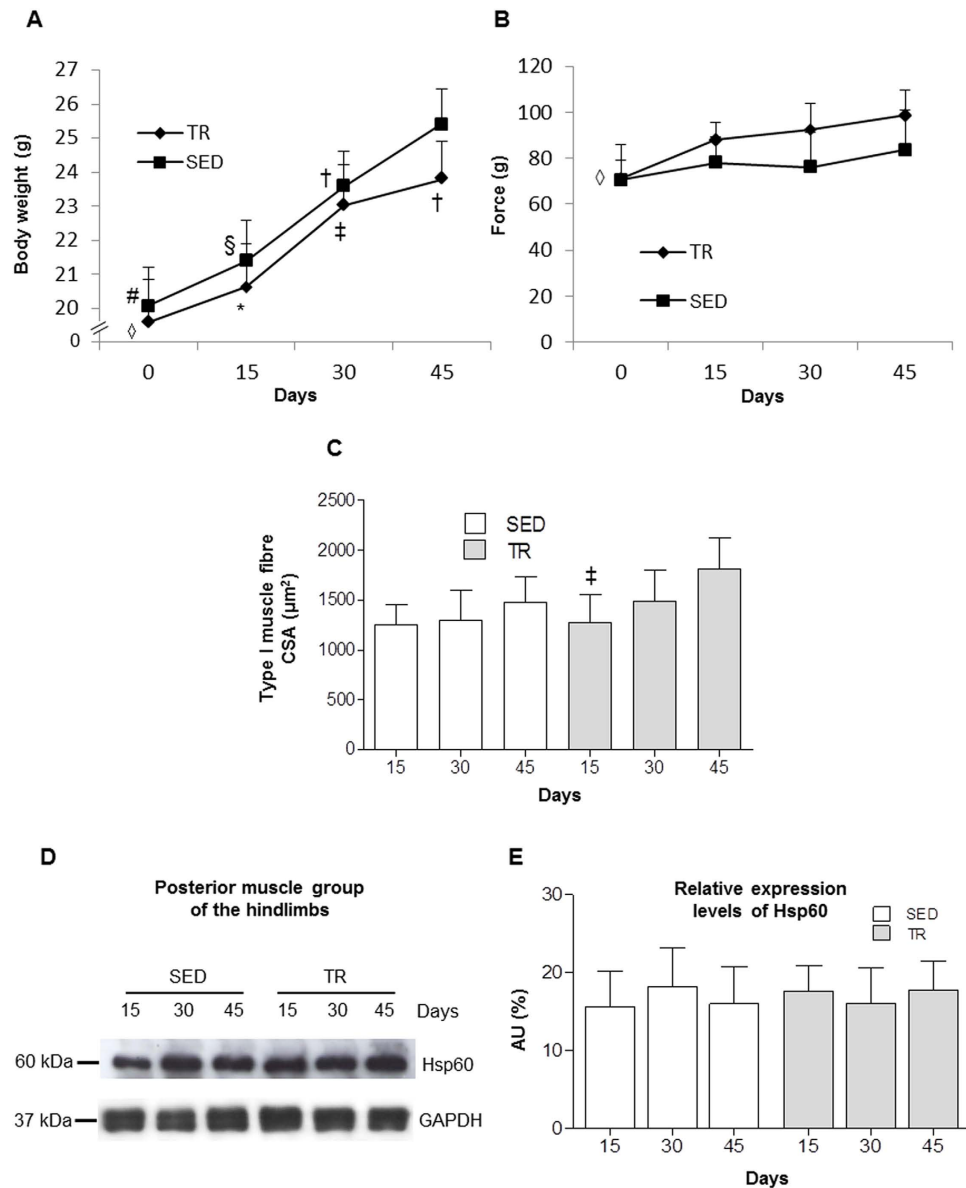 A
Body weight (g)
27
26
25
24
23
22
21
20
0
TR
SED
#
◊
§
*
†
‡
†
0 15 30 45
Days
B
Force (g)
120
100
80
60
40
20
0
◊
TR
SED
0 15 30 45
Days
C
Type I muscle fibre
CSA (µm²)
2500
2000
1500
1000
500
0
SED
TR
‡
15 30 45 15 30 45
Days
D
Posterior muscle group
of the hindlimbs
SED TR
15 30 45 15 30 45 Days
60 kDa Hsp60
37 kDa GAPDH
E
Relative expression
levels of Hsp60
SED
TR
AU (%)
30
20
10
0
15 30 45 15 30 45
Days